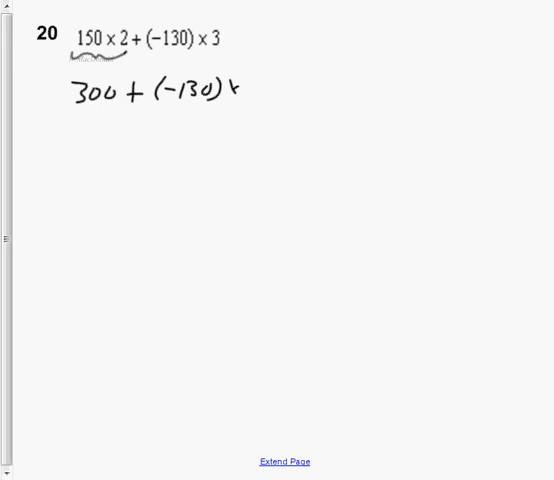 20 150 x 2 + (−130) x 3
300 + (-130) x
Extend Page